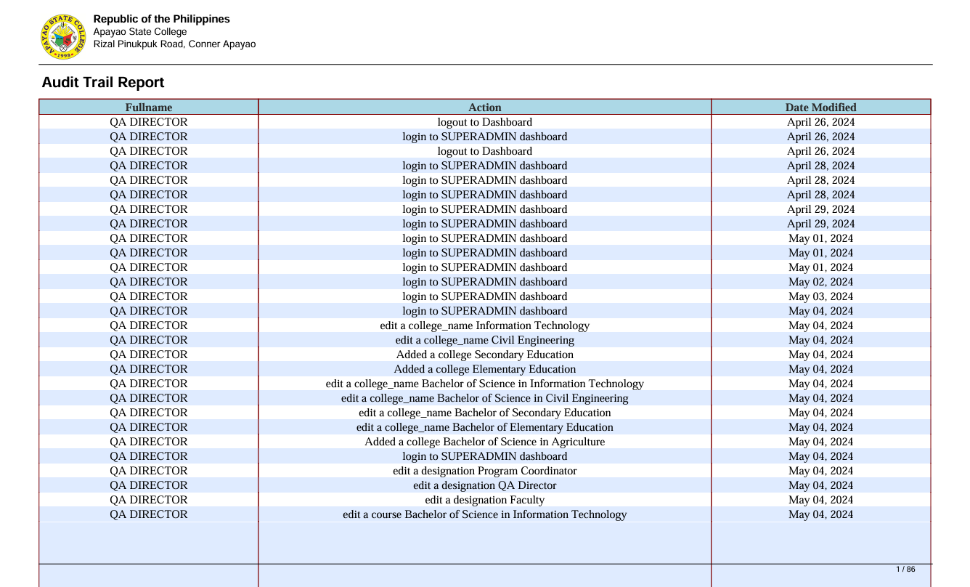 APAYAO STATE COLLEGE
1998
Republic of the Philippines
Apayao State College
Rizal Pinukpuk Road, Conner Apayao
Audit Trail Report
Fullname Action Date Modified
QA DIRECTOR logout to Dashboard April 26, 2024
QA DIRECTOR login to SUPERADMIN dashboard April 26, 2024
QA DIRECTOR logout to Dashboard April 26, 2024
QA DIRECTOR login to SUPERADMIN dashboard April 28, 2024
QA DIRECTOR login to SUPERADMIN dashboard April 28, 2024
QA DIRECTOR login to SUPERADMIN dashboard April 28, 2024
QA DIRECTOR login to SUPERADMIN dashboard April 29, 2024
QA DIRECTOR login to SUPERADMIN dashboard April 29, 2024
QA DIRECTOR login to SUPERADMIN dashboard May 01, 2024
QA DIRECTOR login to SUPERADMIN dashboard May 01, 2024
QA DIRECTOR login to SUPERADMIN dashboard May 01, 2024
QA DIRECTOR login to SUPERADMIN dashboard May 02, 2024
QA DIRECTOR login to SUPERADMIN dashboard May 03, 2024
QA DIRECTOR login to SUPERADMIN dashboard May 04, 2024
QA DIRECTOR edit a college_name Information Technology May 04, 2024
QA DIRECTOR edit a college_name Civil Engineering May 04, 2024
QA DIRECTOR Added a college Secondary Education May 04, 2024
QA DIRECTOR Added a college Elementary Education May 04, 2024
QA DIRECTOR edit a college_name Bachelor of Science in Information Technology May 04, 2024
QA DIRECTOR edit a college_name Bachelor of Science in Civil Engineering May 04, 2024
QA DIRECTOR edit a college_name Bachelor of Secondary Education May 04, 2024
QA DIRECTOR edit a college_name Bachelor of Elementary Education May 04, 2024
QA DIRECTOR Added a college Bachelor of Science in Agriculture May 04, 2024
QA DIRECTOR login to SUPERADMIN dashboard May 04, 2024
QA DIRECTOR edit a designation Program Coordinator May 04, 2024
QA DIRECTOR edit a designation QA Director May 04, 2024
QA DIRECTOR edit a designation Faculty May 04, 2024
QA DIRECTOR edit a course Bachelor of Science in Information Technology May 04, 2024
1 / 86